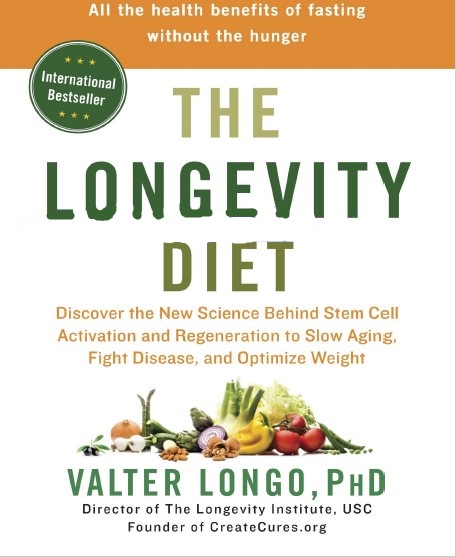 All the health benefits of fasting
without the hunger
International
Bestseller
THE
LONGEVITY
DIET
Discover the New Science Behind Stem Cell
Activation and Regeneration to Slow Aging,
Fight Disease, and Optimize Weight
VALTER LONGO, PHD
Director of The Longevity Institute, USC
Founder of CreateCures.org